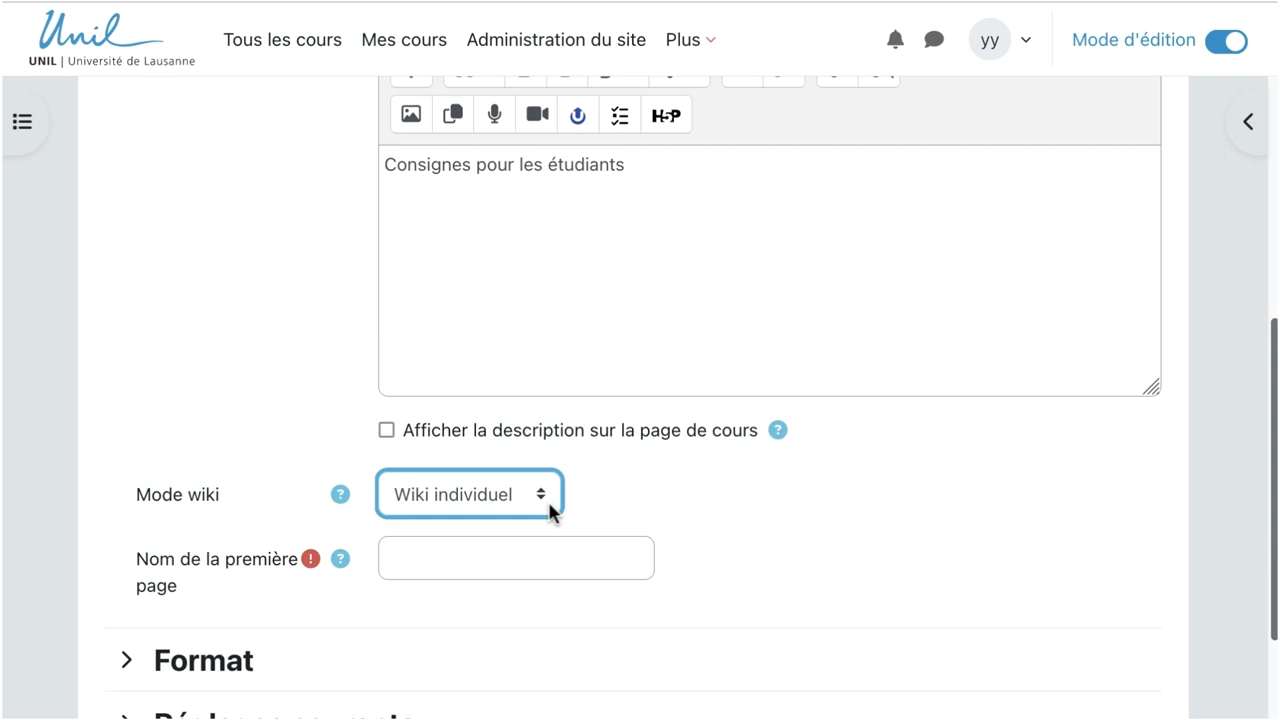 Unil
UNIL | Université de Lausanne
Tous les cours Mes cours Administration du site Plus yy Mode d'édition
H5P
Consignes pour les étudiants
Afficher la description sur la page de cours ?
Mode wiki ? Wiki individuel
Nom de la première ! ?
page
Format